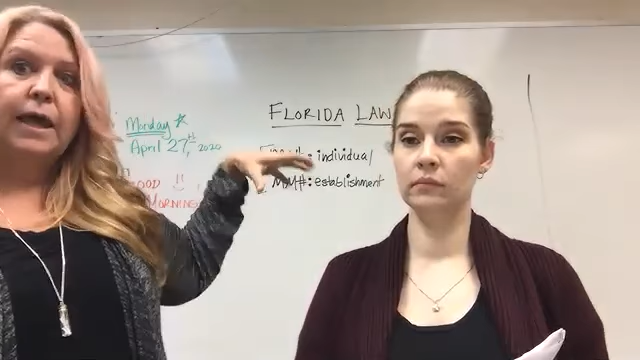 Monday *
April 27th, 2020
GOOD
MORNING
FLORIDA LAW
: individual
MM#: establishment